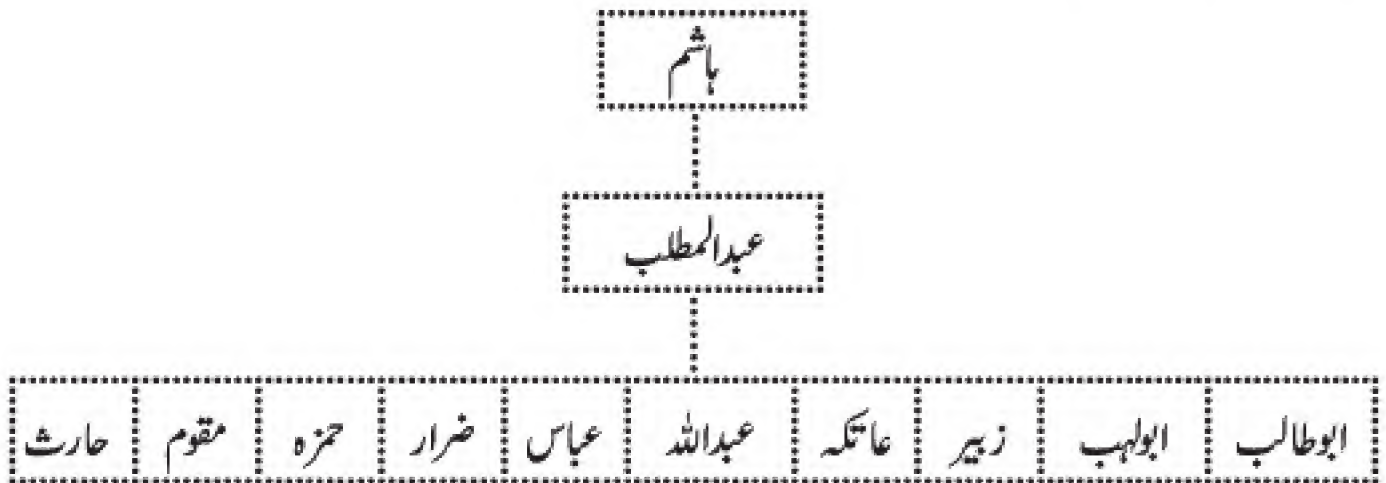 ہاشم
عبدالمطلب
ابوطالب ابولہب زبیر عاتکہ عبداللہ عباس ضرار حمزہ مقوم حارث